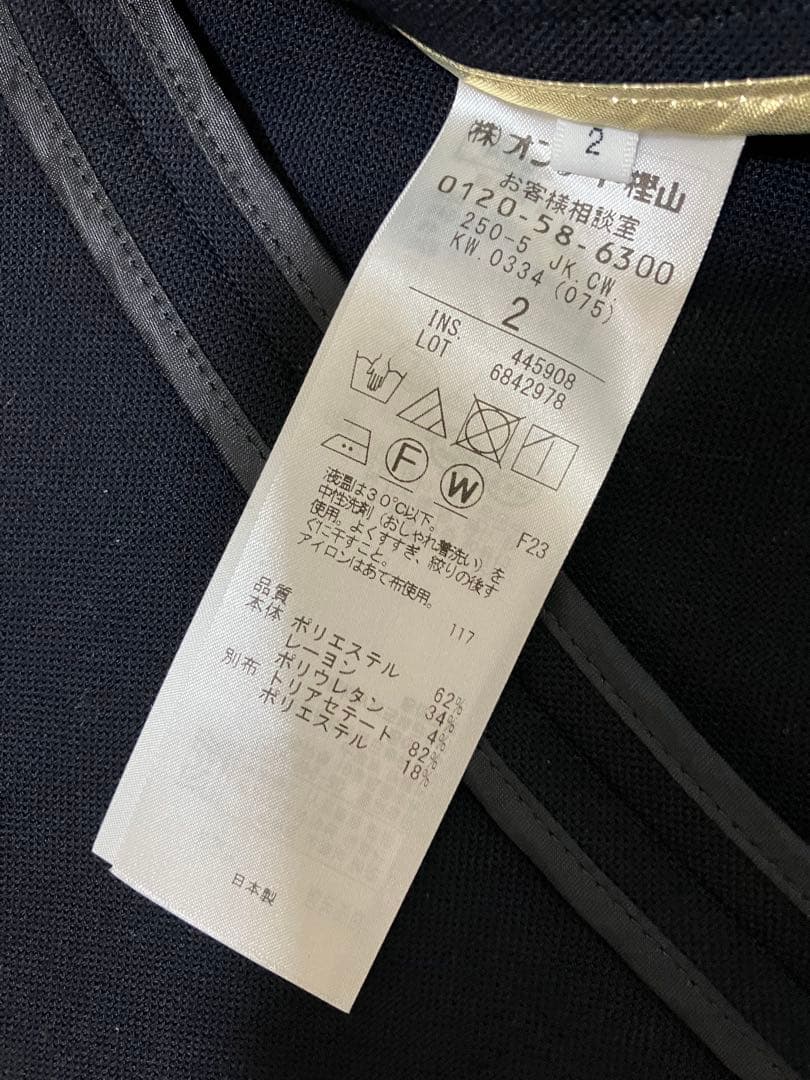 2
(株)オン 樫山
お客様相談室
0120-58-6300
250-5 JK.CW.
KW.0334(075)
2
INS. 445908
LOT 6842978
F W
液温は30℃以下。
中性洗剤(おしゃれ着洗い)を
使用。よくすすぎ、絞りの後す
ぐに干すこと。
アイロンはあて布使用。
F23
117
品質
本体 ポリエステル 62%
レーヨン 34%
ポリウレタン 4%
別布 トリアセテート 82%
ポリエステル 18%
日本製